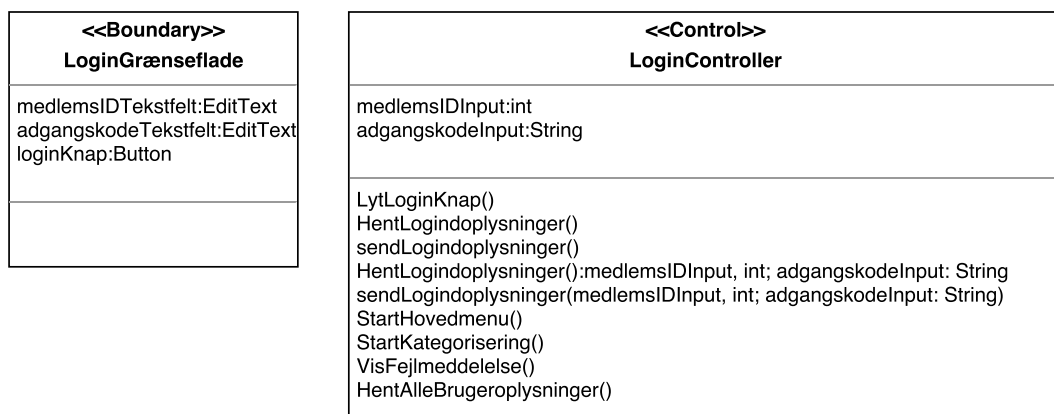 <<Boundary>>
LoginGrænseflade
medlemsIDTekstfelt:EditText
adgangskodeTekstfelt:EditText
loginKnap:Button
<<Control>>
LoginController
medlemsIDInput:int
adgangskodeInput:String
LytLoginKnap()
HentLogindoplysninger()
sendLogindoplysninger()
HentLogindoplysninger():medlemsIDInput, int; adgangskodeInput: String
sendLogindoplysninger(medlemsIDInput, int; adgangskodeInput: String)
StartHovedmenu()
StartKategorisering()
VisFejlmeddelelse()
HentAlleBrugeroplysninger()